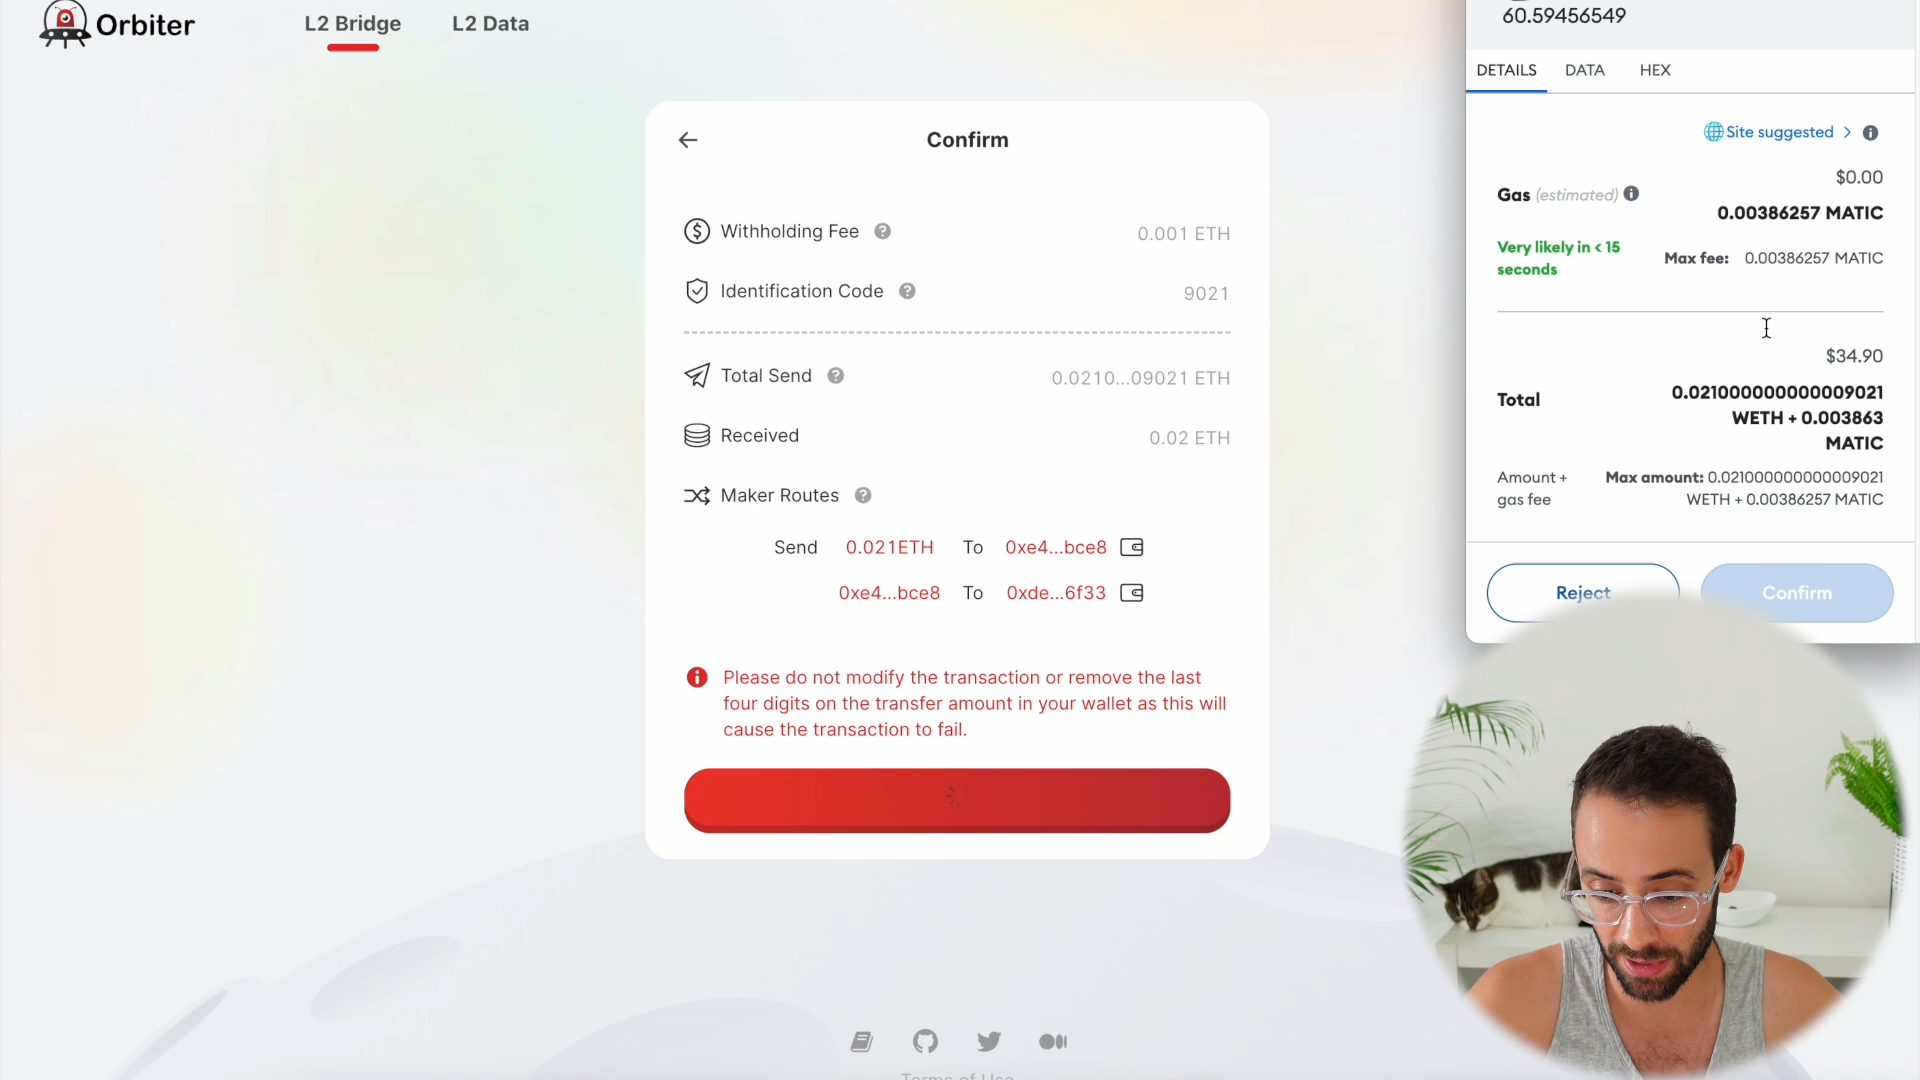 Orbiter
L2 Bridge
L2 Data
Confirm
Withholding Fee
0.001 ETH
Identification Code
9021
Total Send
0.0210...09021 ETH
Received
0.02 ETH
Maker Routes
Send 0.021ETH To 0xe4...bce8
0xe4...bce8 To 0xde...6f33
Please do not modify the transaction or remove the last
four digits on the transfer amount in your wallet as this will
cause the transaction to fail.
Terms of Use
60.59456549
DETAILS
DATA
HEX
Site suggested >
$0.00
Gas (estimated)
0.00386257 MATIC
Very likely in < 15
seconds
Max fee: 0.00386257 MATIC
$34.90
Total
0.021000000000009021
WETH + 0.003863
MATIC
Amount +
gas fee
Max amount: 0.021000000000009021
WETH + 0.00386257 MATIC
Reject
Confirm